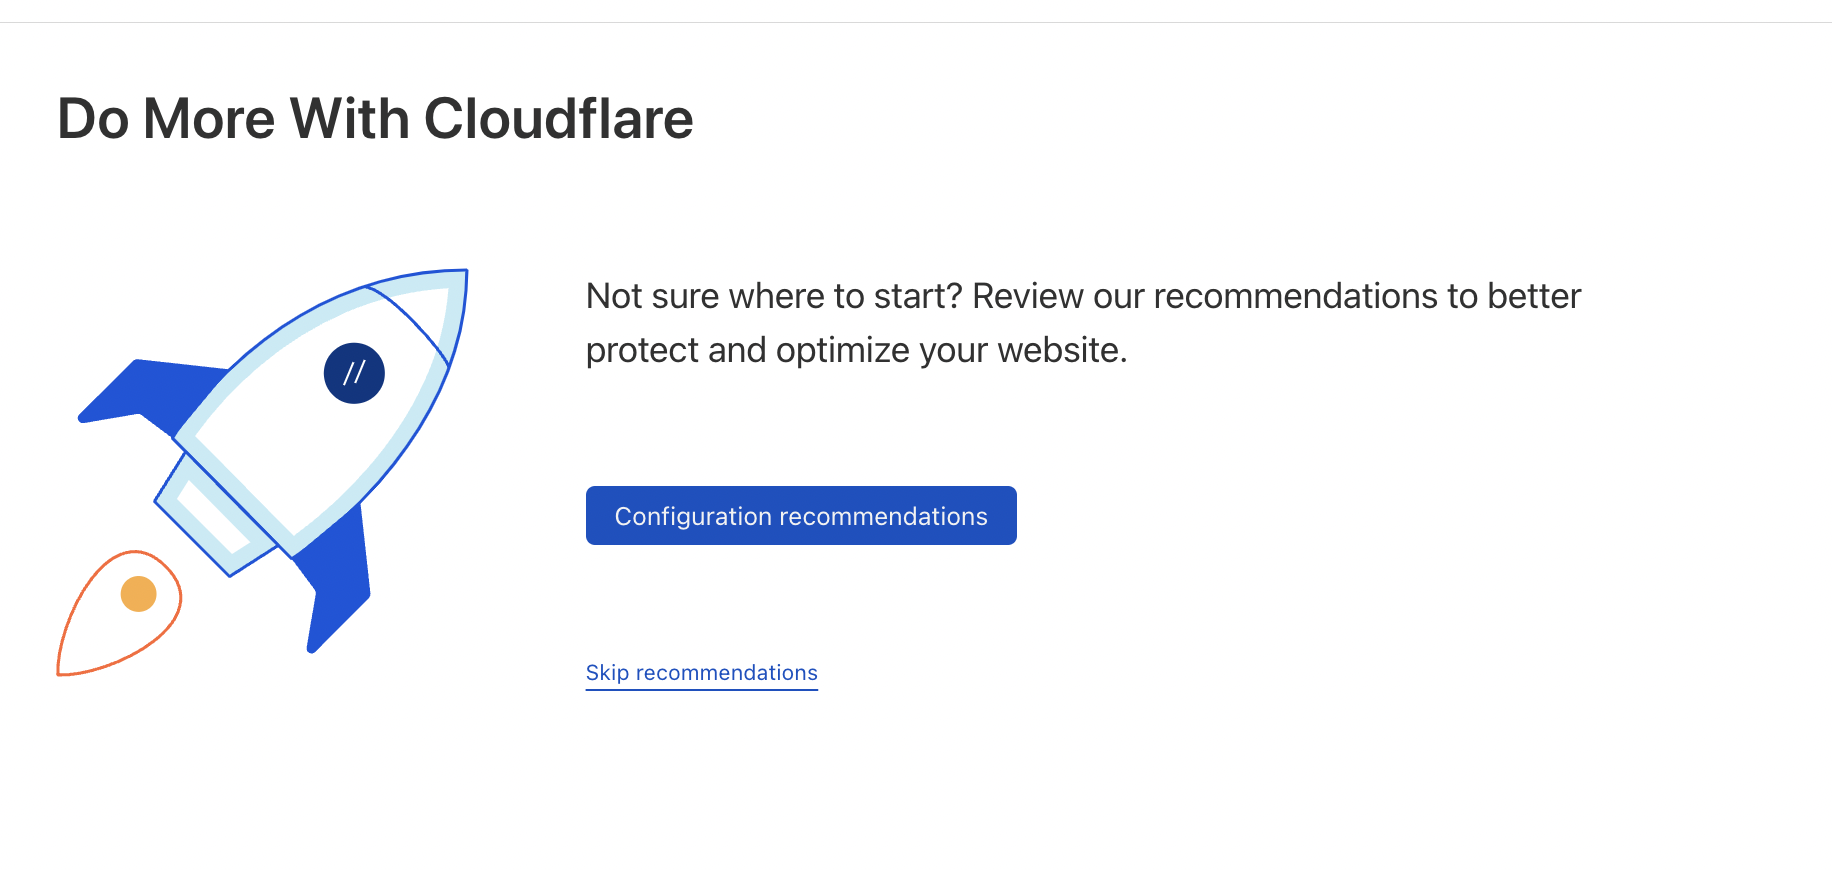 Do More With Cloudflare
Not sure where to start? Review our recommendations to better
protect and optimize your website.
Configuration recommendations
Skip recommendations